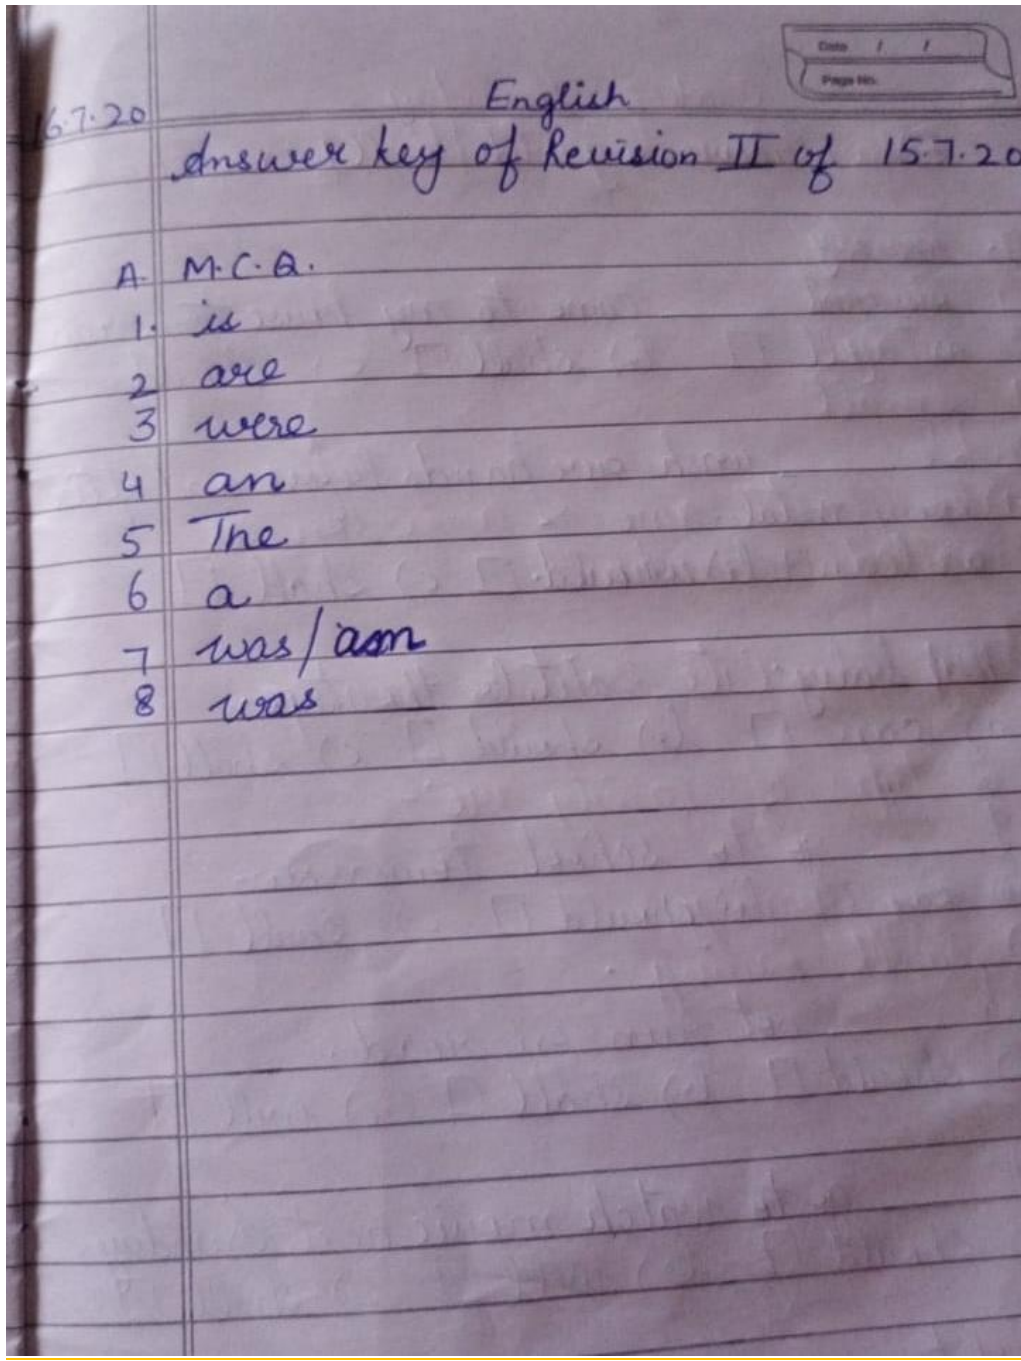 Date / /
Page No.
English
16.7.20
Answer key of Revision II of 15.7.20
A. M.C.Q.
1. is
2 are
3 were
4 an
5 The
6 a
7 was/am
8 was